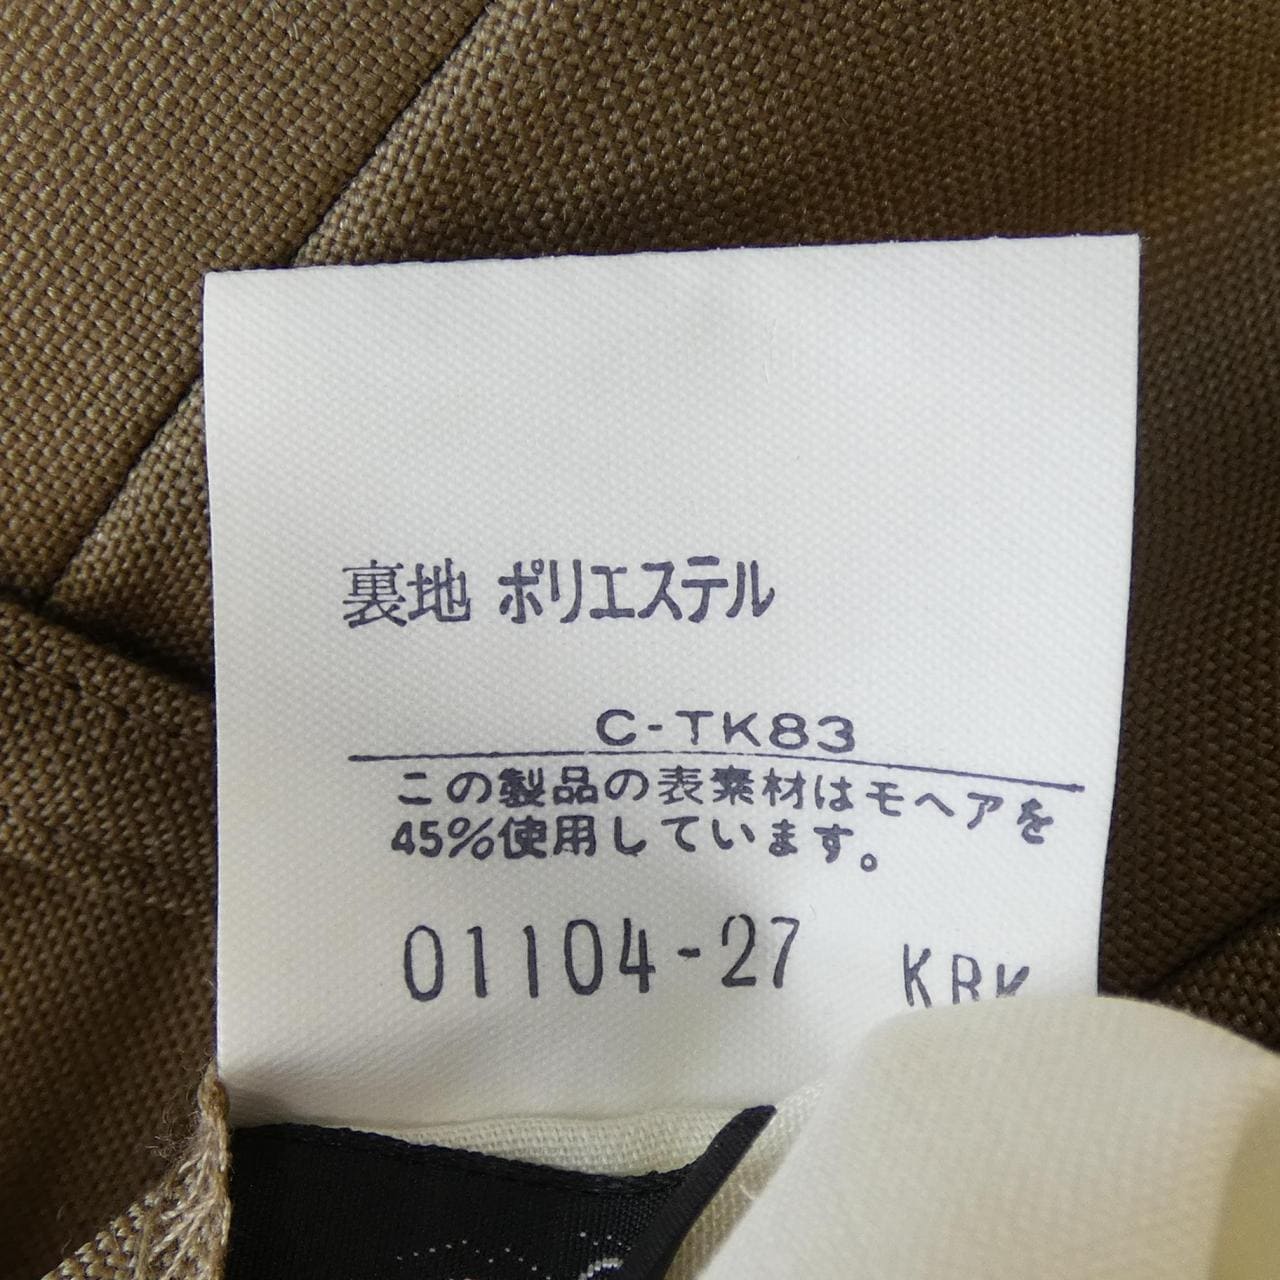 裏地 ポリエステル
C-TK83
この製品の表素材はモヘアを
45%使用しています。
01104-27